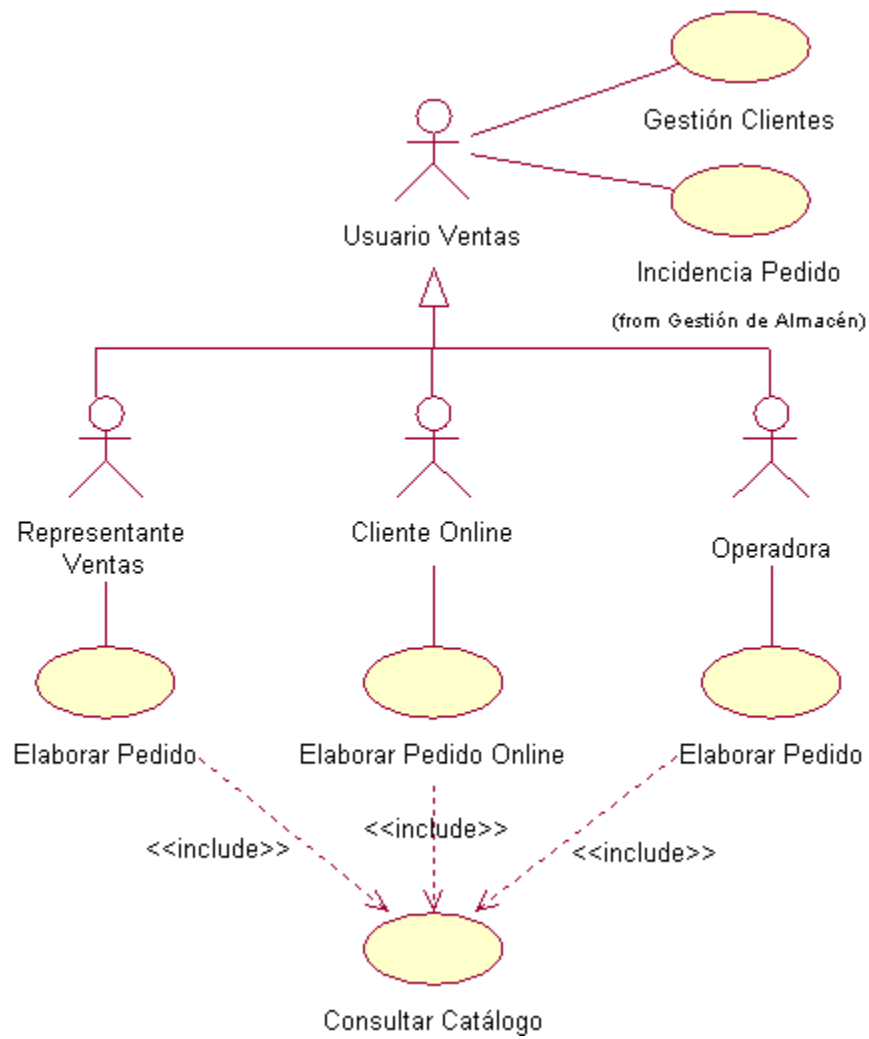 Gestión Clientes
Usuario Ventas
Incidencia Pedido
(from Gestión de Almacén)
Representante
Ventas
Cliente Online
Operadora
Elaborar Pedido
Elaborar Pedido Online
Elaborar Pedido
<<include>>
<<include>>
<<include>>
Consultar Catálogo